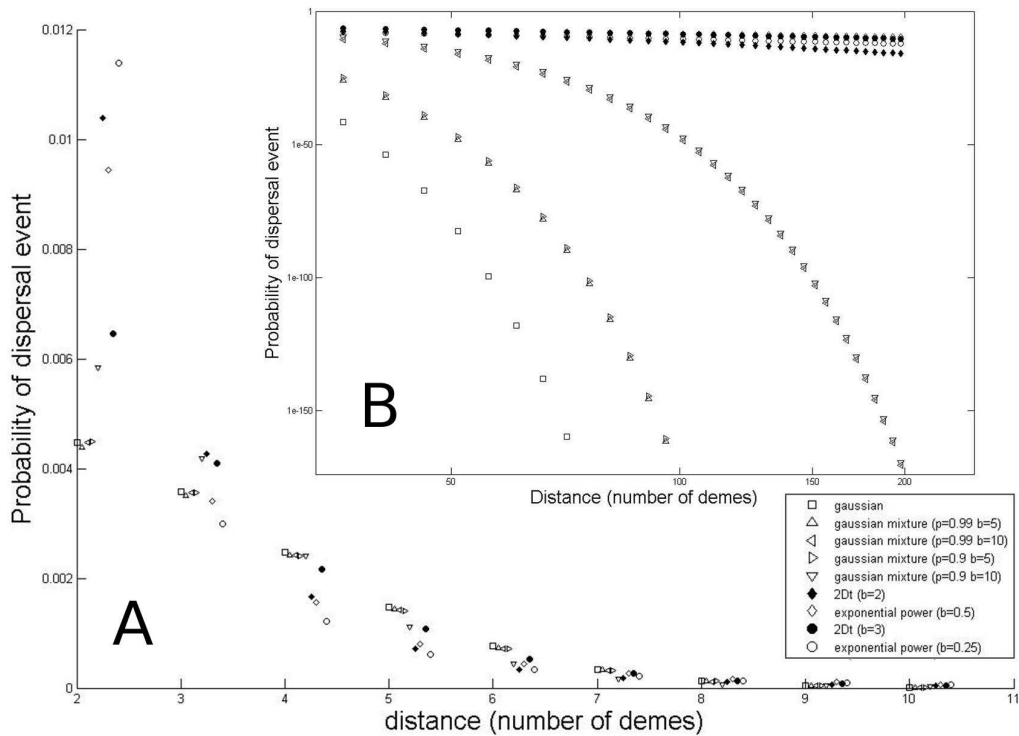 0.012
0.01
0.008
0.006
0.004
0.002
0
Probability of dispersal event
2 3 4 5 6 7 8 9 10 11
distance (number of demes)
A
1
1e-50
1e-100
1e-150
Probability of dispersal event
50 100 150 200
Distance (number of demes)
B
gaussian
gaussian mixture (p=0.99 b=5)
gaussian mixture (p=0.99 b=10)
gaussian mixture (p=0.9 b=5)
gaussian mixture (p=0.9 b=10)
2Dt (b=2)
exponential power (b=0.5)
2Dt (b=3)
exponential power (b=0.25)